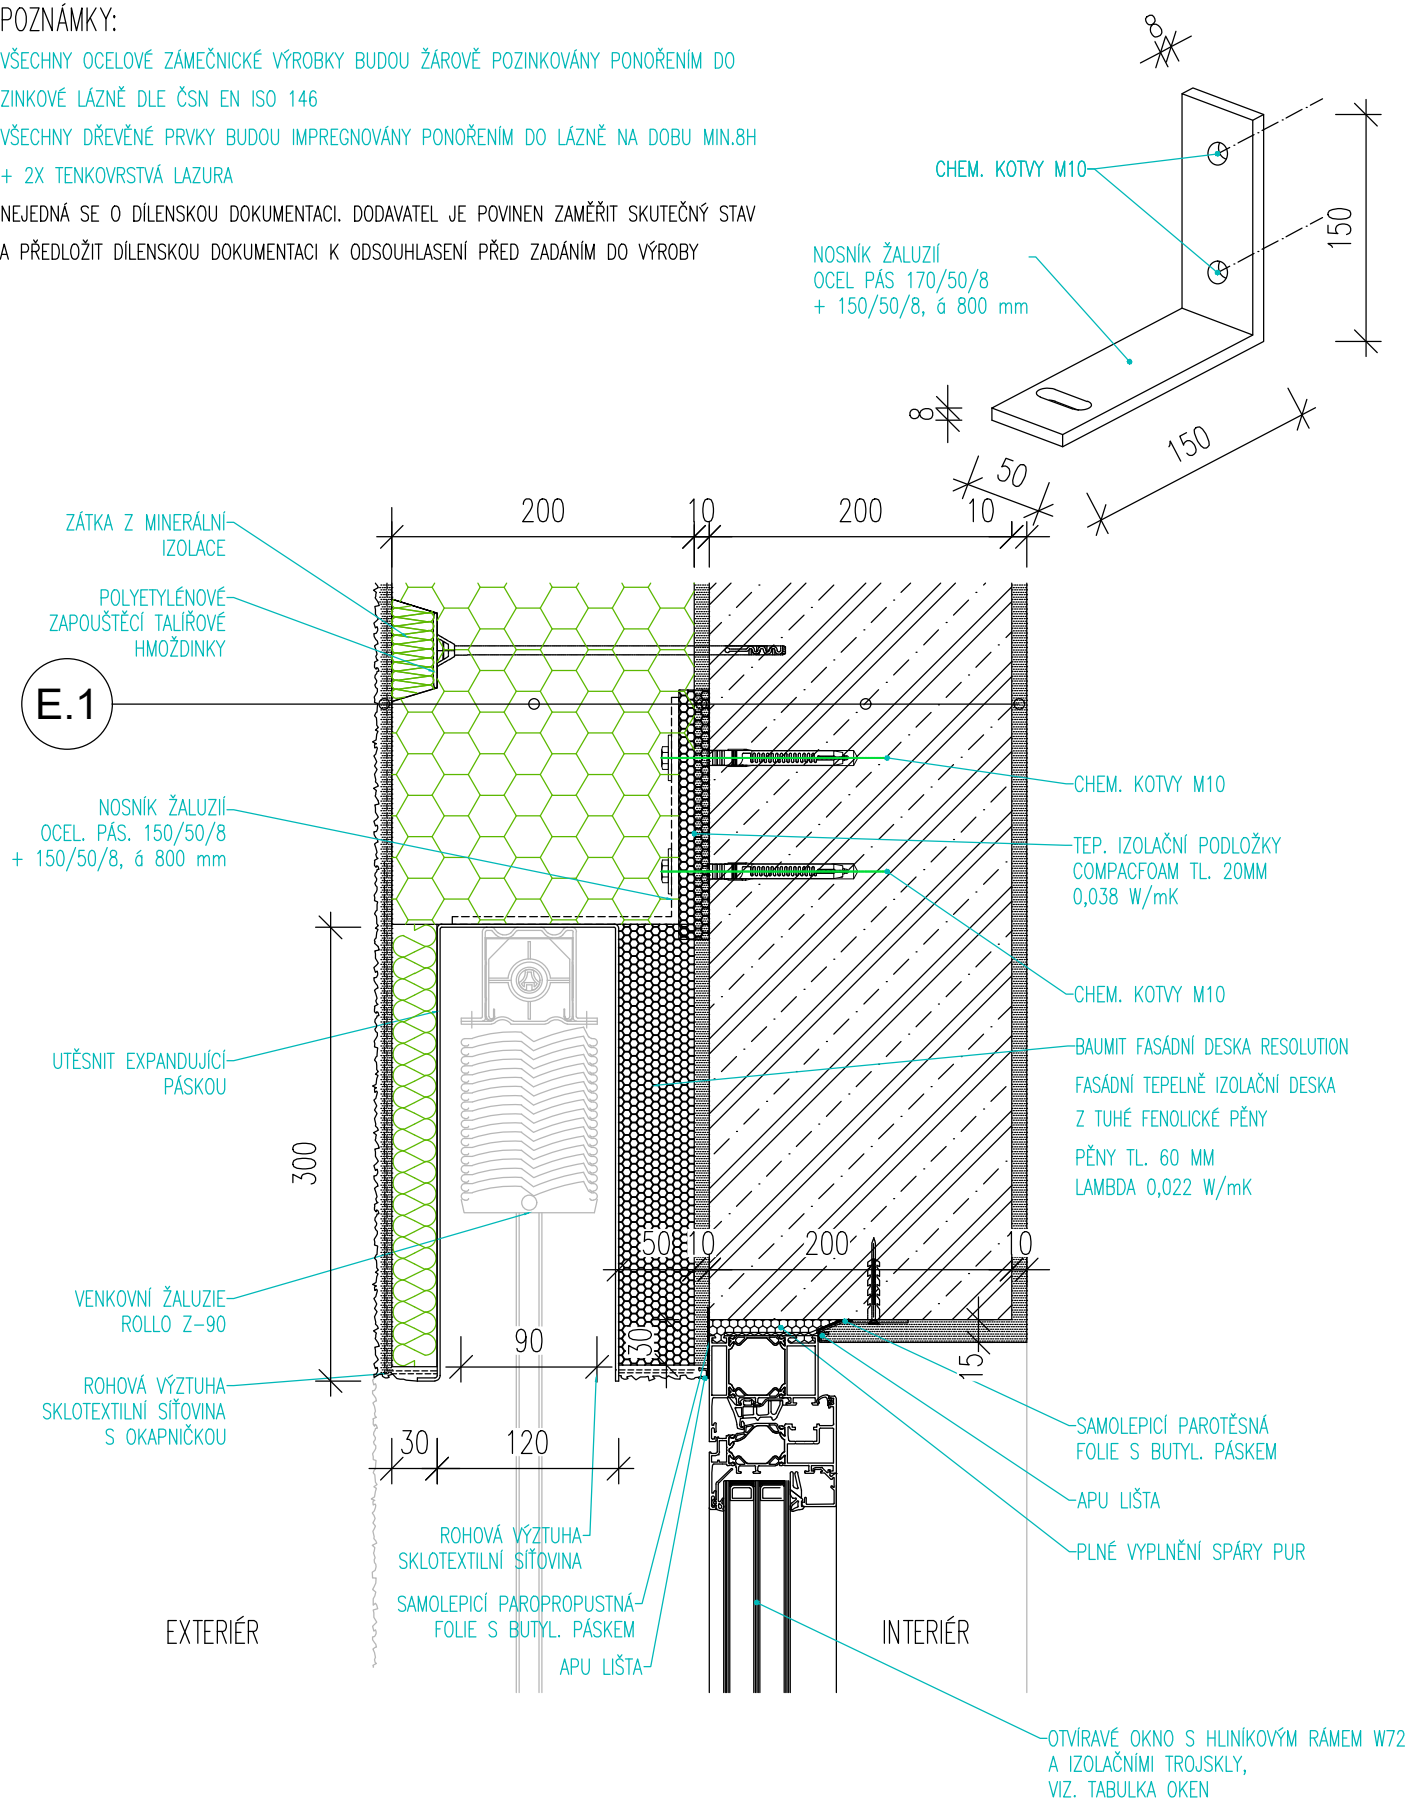 POZNÁMKY:
VŠECHNY OCELOVÉ ZÁMEČNICKÉ VÝROBKY BUDOU ŽÁROVĚ POZINKOVÁNY PONOŘENÍM DO
ZINKOVÉ LÁZNĚ DLE ČSN EN ISO 146
VŠECHNY DŘEVĚNÉ PRVKY BUDOU IMPREGNOVÁNY PONOŘENÍM DO LÁZNĚ NA DOBU MIN.8H
+ 2X TENKOVRSTVÁ LAZURA
NEJEDNÁ SE O DÍLENSKOU DOKUMENTACI. DODAVATEL JE POVINEN ZAMĚŘIT SKUTEČNÝ STAV
A PŘEDLOŽIT DÍLENSKOU DOKUMENTACI K ODSOUHLASENÍ PŘED ZADÁNÍM DO VÝROBY
8
CHEM. KOTVY M10
150
NOSNÍK ŽALUZIÍ
OCEL PÁS 170/50/8
+ 150/50/8, á 800 mm
8
50
150
200
10
200
10
ZÁTKA Z MINERÁLNÍ
IZOLACE
POLYETYLÉNOVÉ
ZAPOUŠTĚCÍ TALÍŘOVÉ
HMOŽDINKY
E.1
NOSNÍK ŽALUZIÍ
OCEL. PÁS. 150/50/8
+ 150/50/8, á 800 mm
CHEM. KOTVY M10
TEP. IZOLAČNÍ PODLOŽKY
COMPACFOAM TL. 20MM
0,038 W/mK
CHEM. KOTVY M10
UTĚSNIT EXPANDUJÍCÍ
PÁSKOU
BAUMIT FASÁDNÍ DESKA RESOLUTION
FASÁDNÍ TEPELNĚ IZOLAČNÍ DESKA
Z TUHÉ FENOLICKÉ PĚNY
PĚNY TL. 60 MM
LAMBDA 0,022 W/mK
300
50
10
200
10
VENKOVNÍ ŽALUZIE
ROLLO Z-90
90
30
15
ROHOVÁ VÝZTUHA
SKLOTEXTILNÍ SÍŤOVINA
S OKAPNIČKOU
30
120
SAMOLEPICÍ PAROTĚSNÁ
FOLIE S BUTYL. PÁSKEM
APU LIŠTA
PLNÉ VYPLNĚNÍ SPÁRY PUR
ROHOVÁ VÝZTUHA
SKLOTEXTILNÍ SÍŤOVINA
SAMOLEPICÍ PAROPROPUSTNÁ
FOLIE S BUTYL. PÁSKEM
APU LIŠTA
EXTERIÉR
INTERIÉR
OTVÍRAVÉ OKNO S HLINÍKOVÝM RÁMEM W72
A IZOLAČNÍMI TROJSKLY,
VIZ. TABULKA OKEN